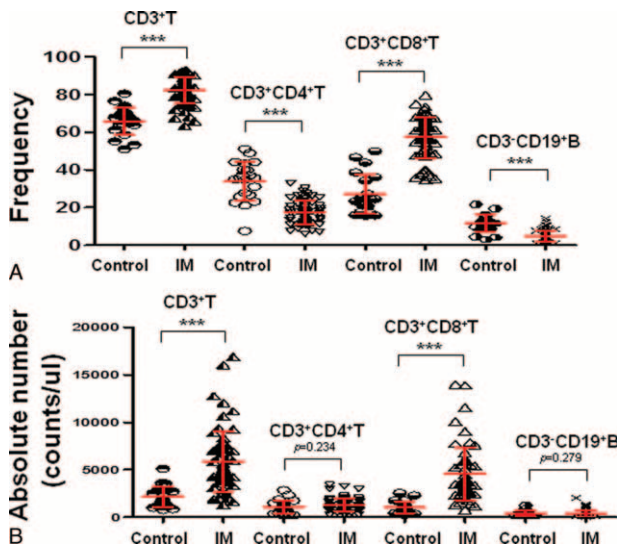 CD3⁺T
***
CD3⁺CD8⁺T
***
CD3⁺CD4⁺T
***
CD3⁻CD19⁺B
***
Frequency
100
80
60
40
20
0
Control IM Control IM Control IM Control IM
A
CD3⁺T
***
CD3⁺CD8⁺T
***
CD3⁺CD4⁺T
p=0.234
CD3⁻CD19⁺B
p=0.279
Absolute number
(counts/ul)
20000
15000
10000
5000
0
Control IM Control IM Control IM Control IM
B